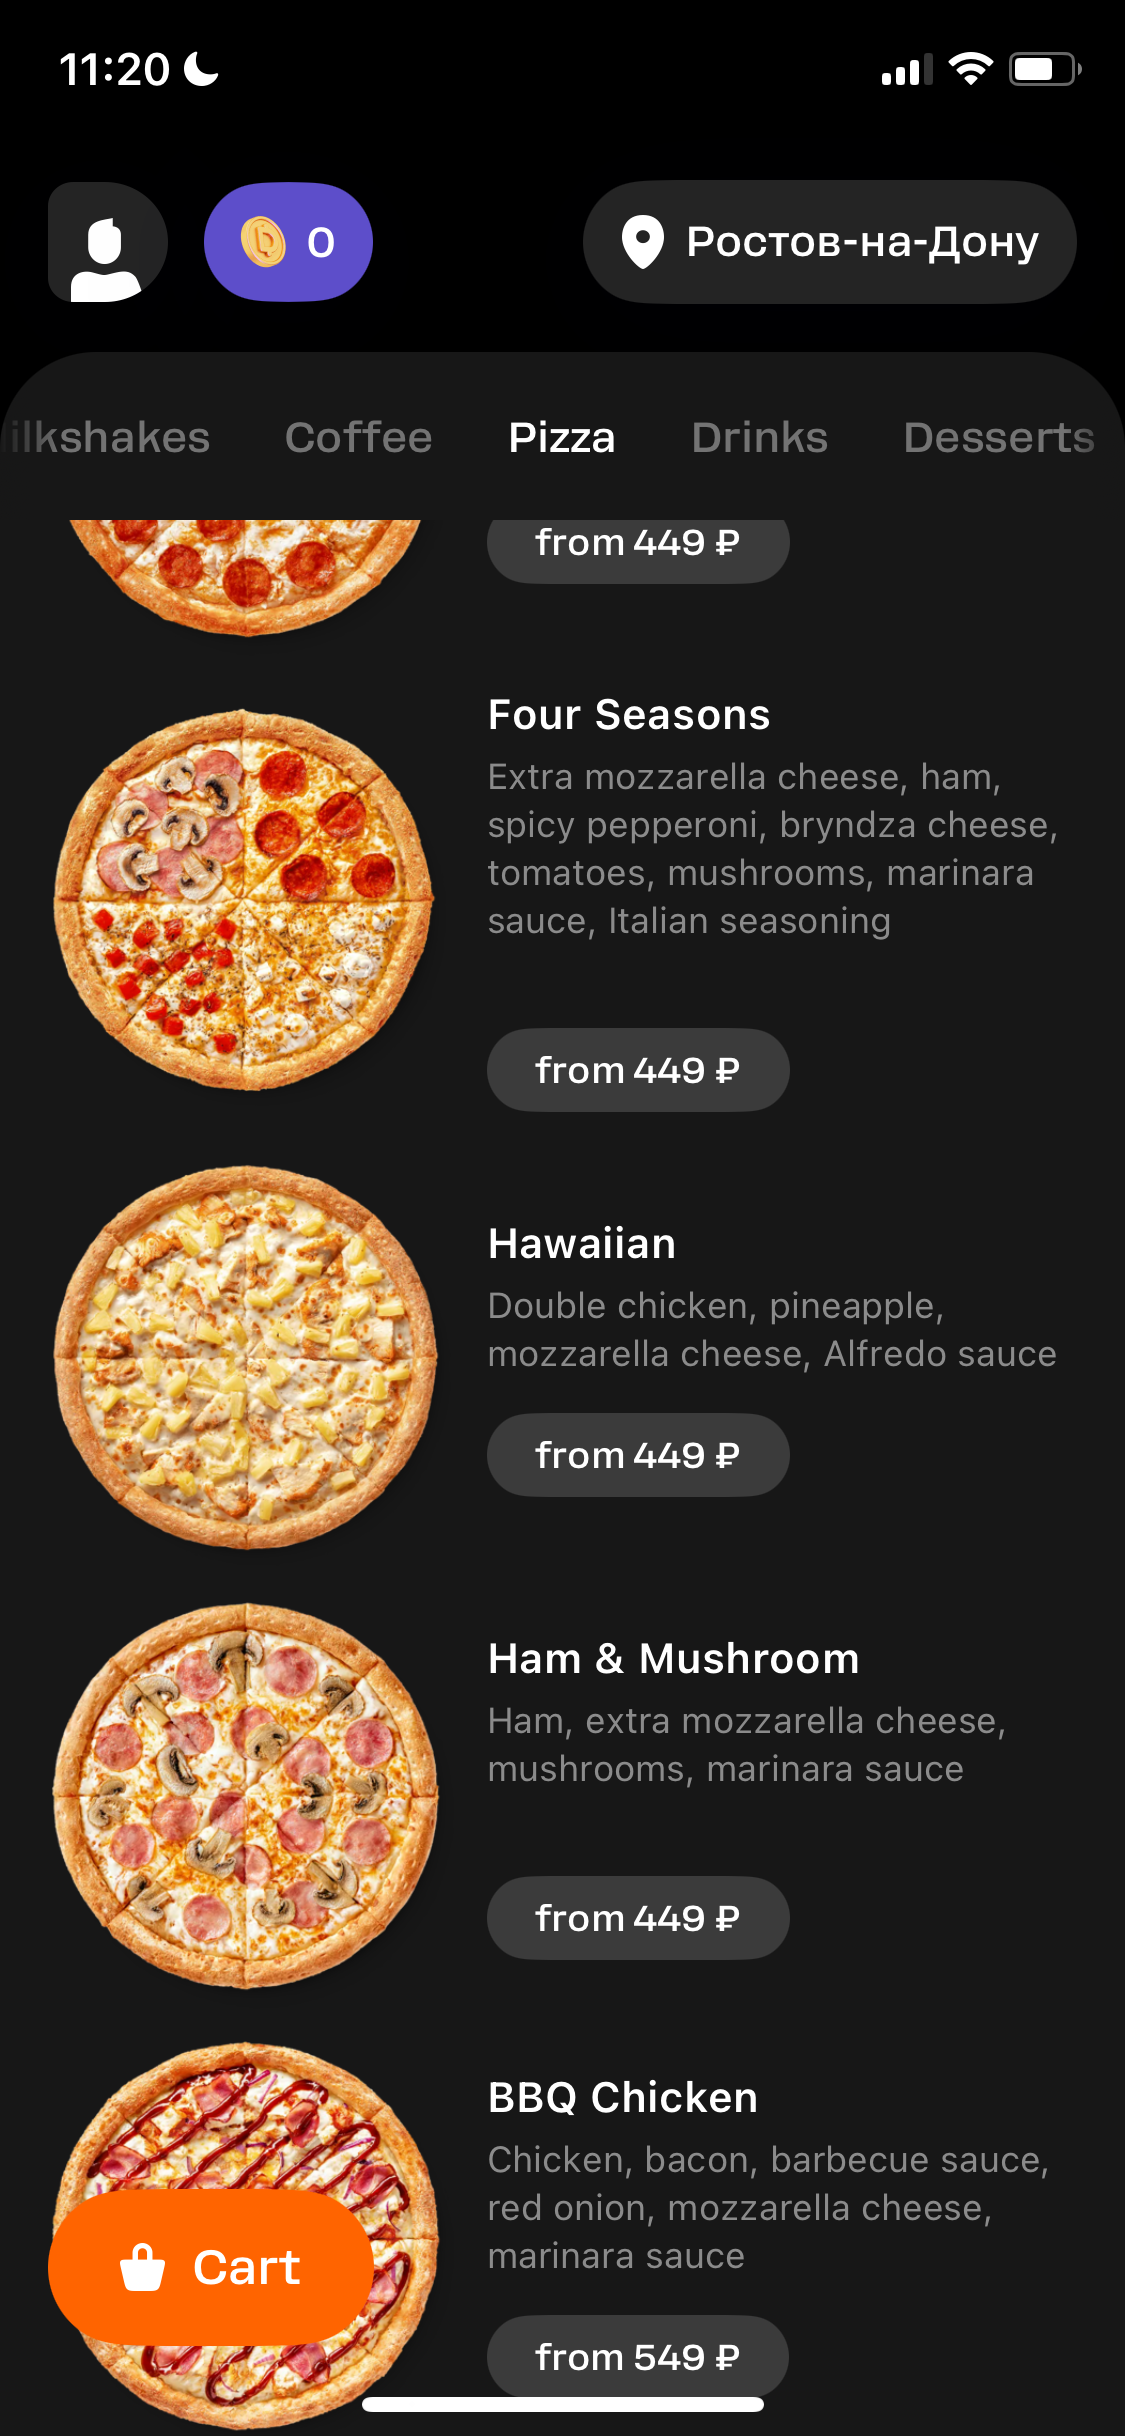 11:20
0
Ростов-на-Дону
ilkshakes Coffee Pizza Drinks Desserts
from 449 ₽
Four Seasons
Extra mozzarella cheese, ham,
spicy pepperoni, bryndza cheese,
tomatoes, mushrooms, marinara
sauce, Italian seasoning
from 449 ₽
Hawaiian
Double chicken, pineapple,
mozzarella cheese, Alfredo sauce
from 449 ₽
Ham & Mushroom
Ham, extra mozzarella cheese,
mushrooms, marinara sauce
from 449 ₽
BBQ Chicken
Chicken, bacon, barbecue sauce,
red onion, mozzarella cheese,
marinara sauce
Cart
from 549 ₽